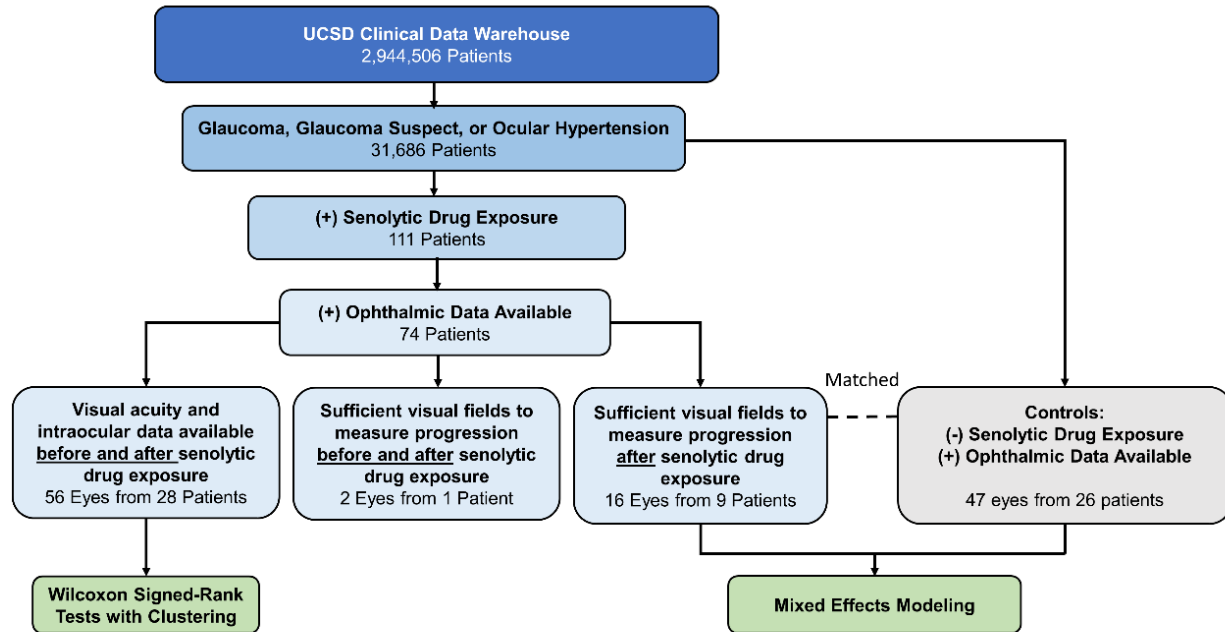 UCSD Clinical Data Warehouse
2,944,506 Patients
Glaucoma, Glaucoma Suspect, or Ocular Hypertension
31,686 Patients
(+) Senolytic Drug Exposure
111 Patients
(+) Ophthalmic Data Available
74 Patients
Visual acuity and
intraocular data available
before and after senolytic
drug exposure
56 Eyes from 28 Patients
Sufficient visual fields to
measure progression
before and after senolytic
drug exposure
2 Eyes from 1 Patient
Sufficient visual fields to
measure progression
after senolytic drug
exposure
16 Eyes from 9 Patients
Matched
Controls:
(-) Senolytic Drug Exposure
(+) Ophthalmic Data Available
47 eyes from 26 patients
Wilcoxon Signed-Rank
Tests with Clustering
Mixed Effects Modeling